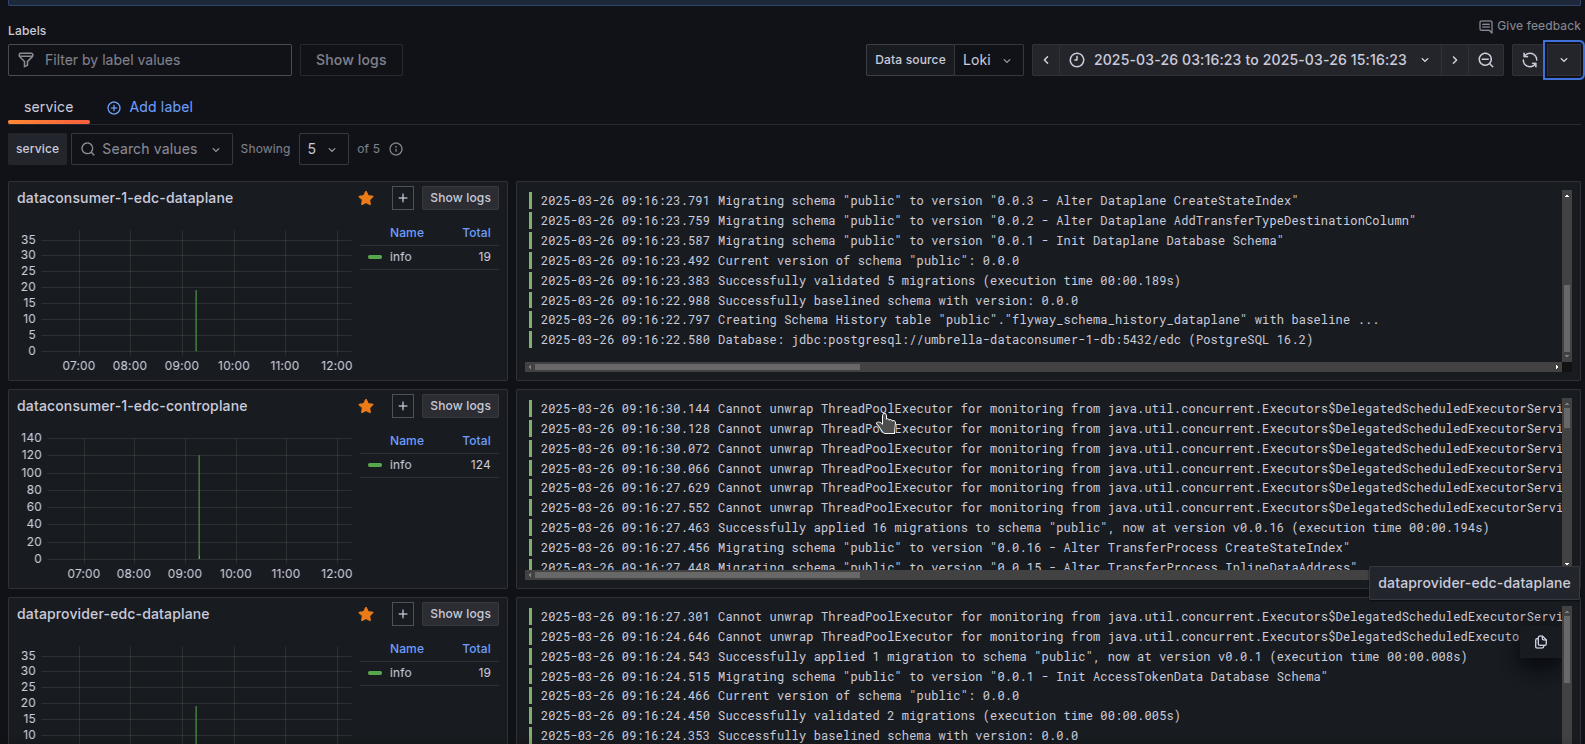 Give feedback
Labels
Filter by label values
Show logs
Data source
Loki
2025-03-26 03:16:23 to 2025-03-26 15:16:23
service
Add label
service
Search values
Showing
5
of 5
dataconsumer-1-edc-dataplane
Show logs
Name Total
info 19
35
30
25
20
15
10
5
0
07:00 08:00 09:00 10:00 11:00 12:00
2025-03-26 09:16:23.791 Migrating schema "public" to version "0.0.3 - Alter Dataplane CreateStateIndex"
2025-03-26 09:16:23.759 Migrating schema "public" to version "0.0.2 - Alter Dataplane AddTransferTypeDestinationColumn"
2025-03-26 09:16:23.587 Migrating schema "public" to version "0.0.1 - Init Dataplane Database Schema"
2025-03-26 09:16:23.492 Current version of schema "public": 0.0.0
2025-03-26 09:16:23.383 Successfully validated 5 migrations (execution time 00:00.189s)
2025-03-26 09:16:22.988 Successfully baselined schema with version: 0.0.0
2025-03-26 09:16:22.797 Creating Schema History table "public"."flyway_schema_history_dataplane" with baseline ...
2025-03-26 09:16:22.580 Database: jdbc:postgresql://umbrella-dataconsumer-1-db:5432/edc (PostgreSQL 16.2)
dataconsumer-1-edc-controplane
Show logs
Name Total
info 124
140
120
100
80
60
40
20
0
07:00 08:00 09:00 10:00 11:00 12:00
2025-03-26 09:16:30.144 Cannot unwrap ThreadPoolExecutor for monitoring from java.util.concurrent.Executors$DelegatedScheduledExecutorServi
2025-03-26 09:16:30.128 Cannot unwrap ThreadPoolExecutor for monitoring from java.util.concurrent.Executors$DelegatedScheduledExecutorServi
2025-03-26 09:16:30.072 Cannot unwrap ThreadPoolExecutor for monitoring from java.util.concurrent.Executors$DelegatedScheduledExecutorServi
2025-03-26 09:16:30.066 Cannot unwrap ThreadPoolExecutor for monitoring from java.util.concurrent.Executors$DelegatedScheduledExecutorServi
2025-03-26 09:16:27.629 Cannot unwrap ThreadPoolExecutor for monitoring from java.util.concurrent.Executors$DelegatedScheduledExecutorServi
2025-03-26 09:16:27.552 Cannot unwrap ThreadPoolExecutor for monitoring from java.util.concurrent.Executors$DelegatedScheduledExecutorServi
2025-03-26 09:16:27.463 Successfully applied 16 migrations to schema "public", now at version v0.0.16 (execution time 00:00.194s)
2025-03-26 09:16:27.456 Migrating schema "public" to version "0.0.16 - Alter TransferProcess CreateStateIndex"
2025-03-26 09:16:27.448 Migrating schema "public" to version "0.0.15 - Alter TransferProcess InlineDataAddress"
dataprovider-edc-dataplane
dataprovider-edc-dataplane
Show logs
Name Total
info 19
35
30
25
20
15
10
2025-03-26 09:16:27.301 Cannot unwrap ThreadPoolExecutor for monitoring from java.util.concurrent.Executors$DelegatedScheduledExecutorServi
2025-03-26 09:16:24.646 Cannot unwrap ThreadPoolExecutor for monitoring from java.util.concurrent.Executors$DelegatedScheduledExecuto
2025-03-26 09:16:24.543 Successfully applied 1 migration to schema "public", now at version v0.0.1 (execution time 00:00.008s)
2025-03-26 09:16:24.515 Migrating schema "public" to version "0.0.1 - Init AccessTokenData Database Schema"
2025-03-26 09:16:24.466 Current version of schema "public": 0.0.0
2025-03-26 09:16:24.450 Successfully validated 2 migrations (execution time 00:00.005s)
2025-03-26 09:16:24.353 Successfully baselined schema with version: 0.0.0